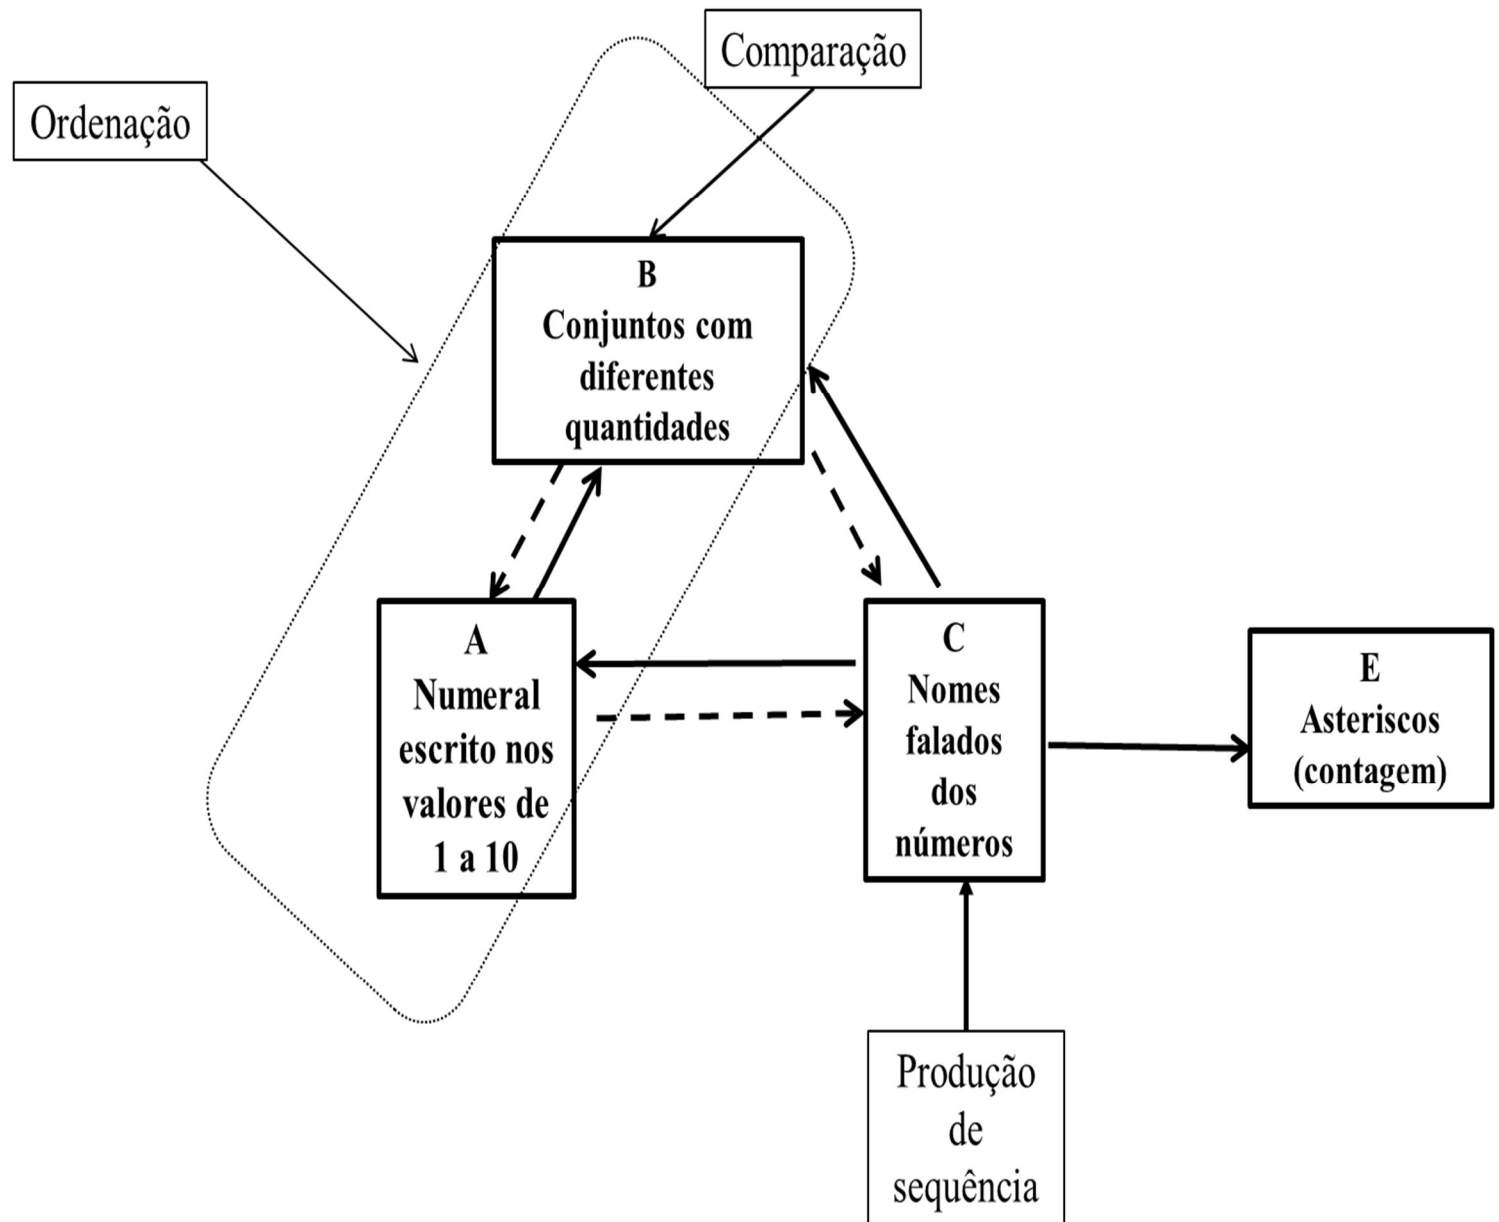 Comparação
Ordenação
B
Conjuntos com
diferentes
quantidades
A
Numeral
escrito nos
valores de
1 a 10
C
Nomes
falados
dos
números
E
Asteriscos
(contagem)
Produção
de
sequência